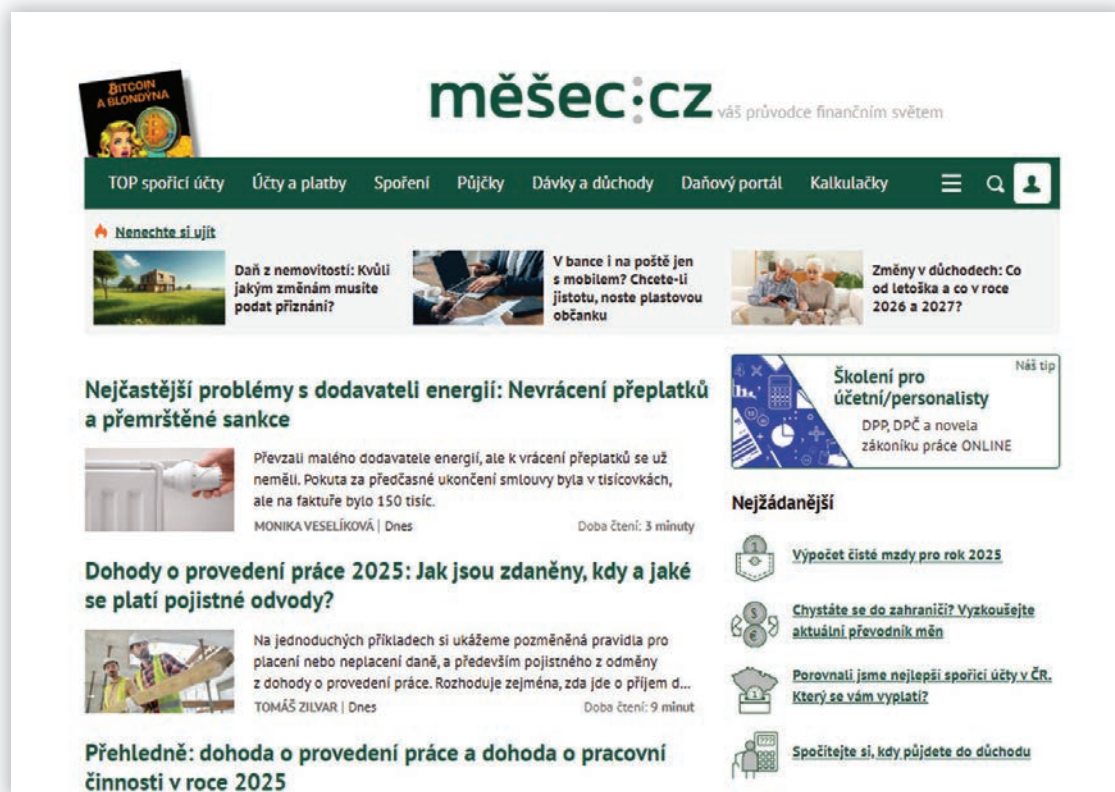 BITCOIN
A BLONDÝNA
měšec:cz váš průvodce finančním světem
TOP spořicí účty Účty a platby Spoření Půjčky Dávky a důchody Daňový portál Kalkulačky
Nenechte si ujít
Daň z nemovitostí: Kvůli
jakým změnám musíte
podat přiznání?
V bance i na poště jen
s mobilem? Chcete-li
jistotu, noste plastovou
občanku
Změny v důchodech: Co
od letoška a co v roce
2026 a 2027?
Nejčastější problémy s dodavateli energií: Nevrácení přeplatků
a přemrštěné sankce
Převzali malého dodavatele energií, ale k vrácení přeplatků se už
neměli. Pokuta za předčasné ukončení smlouvy byla v tisícovkách,
ale na faktuře bylo 150 tisíc.
MONIKA VESELÍKOVÁ | Dnes Doba čtení: 3 minuty
Dohody o provedení práce 2025: Jak jsou zdaněny, kdy a jaké
se platí pojistné odvody?
Na jednoduchých příkladech si ukážeme pozměněná pravidla pro
placení nebo neplacení daně, a především pojistného z odměny
z dohody o provedení práce. Rozhoduje zejména, zda jde o příjem d...
TOMÁŠ ZILVAR | Dnes Doba čtení: 9 minut
Přehledně: dohoda o provedení práce a dohoda o pracovní
činnosti v roce 2025
Náš tip
Školení pro
účetní/personalisty
DPP, DPČ a novela
zákoníku práce ONLINE
Nejžádanější
Výpočet čisté mzdy pro rok 2025
Chystáte se do zahraničí? Vyzkoušejte
aktuální převodník měn
Porovnali jsme nejlepší spořicí účty v ČR.
Který se vám vyplatí?
Spočítejte si, kdy půjdete do důchodu